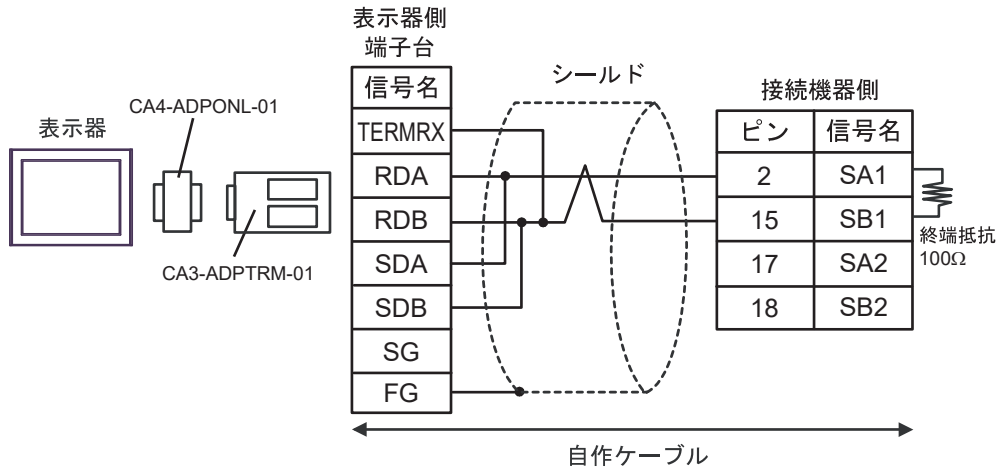 表示器側
端子台
信号名
TERMRX
RDA
RDB
SDA
SDB
SG
FG
シールド
接続機器側
ピン 信号名
2 SA1
15 SB1
17 SA2
18 SB2
終端抵抗
100Ω
表示器
CA4-ADPONL-01
CA3-ADPTRM-01
自作ケーブル